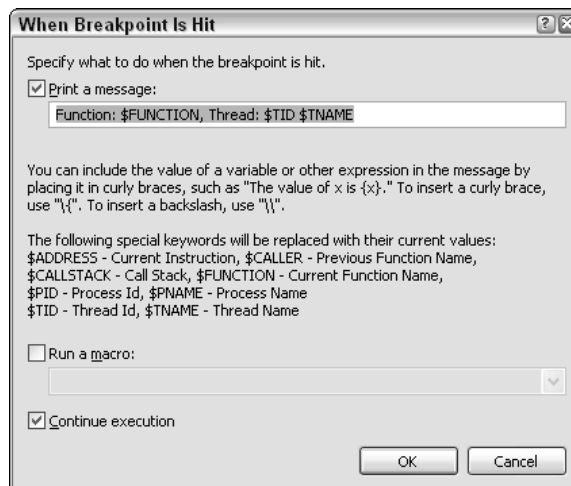 When Breakpoint Is Hit
Specify what to do when the breakpoint is hit.
Print a message:
Function: $FUNCTION, Thread: $TID $TNAME
You can include the value of a variable or other expression in the message by
placing it in curly braces, such as "The value of x is {x}." To insert a curly brace,
use "\{". To insert a backslash, use "\\".
The following special keywords will be replaced with their current values:
$ADDRESS - Current Instruction, $CALLER - Previous Function Name,
$CALLSTACK - Call Stack, $FUNCTION - Current Function Name,
$PID - Process Id, $PNAME - Process Name
$TID - Thread Id, $TNAME - Thread Name
Run a macro:
Continue execution
OK Cancel